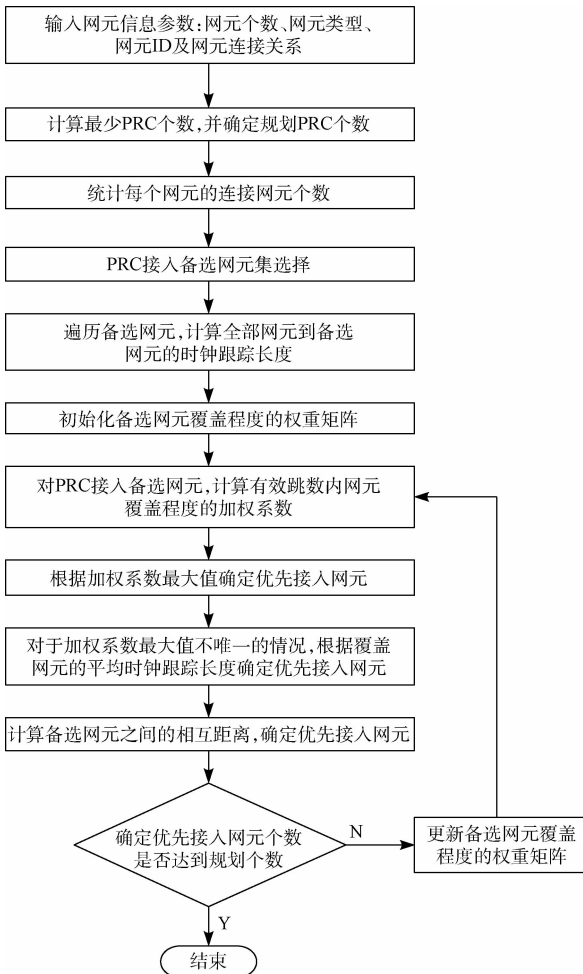 输入网元信息参数:网元个数、网元类型、
网元ID及网元连接关系
计算最少PRC个数,并确定规划PRC个数
统计每个网元的连接网元个数
PRC接入备选网元集选择
遍历备选网元,计算全部网元到备选
网元的时钟跟踪长度
初始化备选网元覆盖程度的权重矩阵
对PRC接入备选网元,计算有效跳数内网元
覆盖程度的加权系数
根据加权系数最大值确定优先接入网元
对于加权系数最大值不唯一的情况,根据覆盖
网元的平均时钟跟踪长度确定优先接入网元
计算备选网元之间的相互距离,确定优先接入网元
确定优先接入网元个数
是否达到规划个数
N
更新备选网元覆盖
程度的权重矩阵
Y
结束